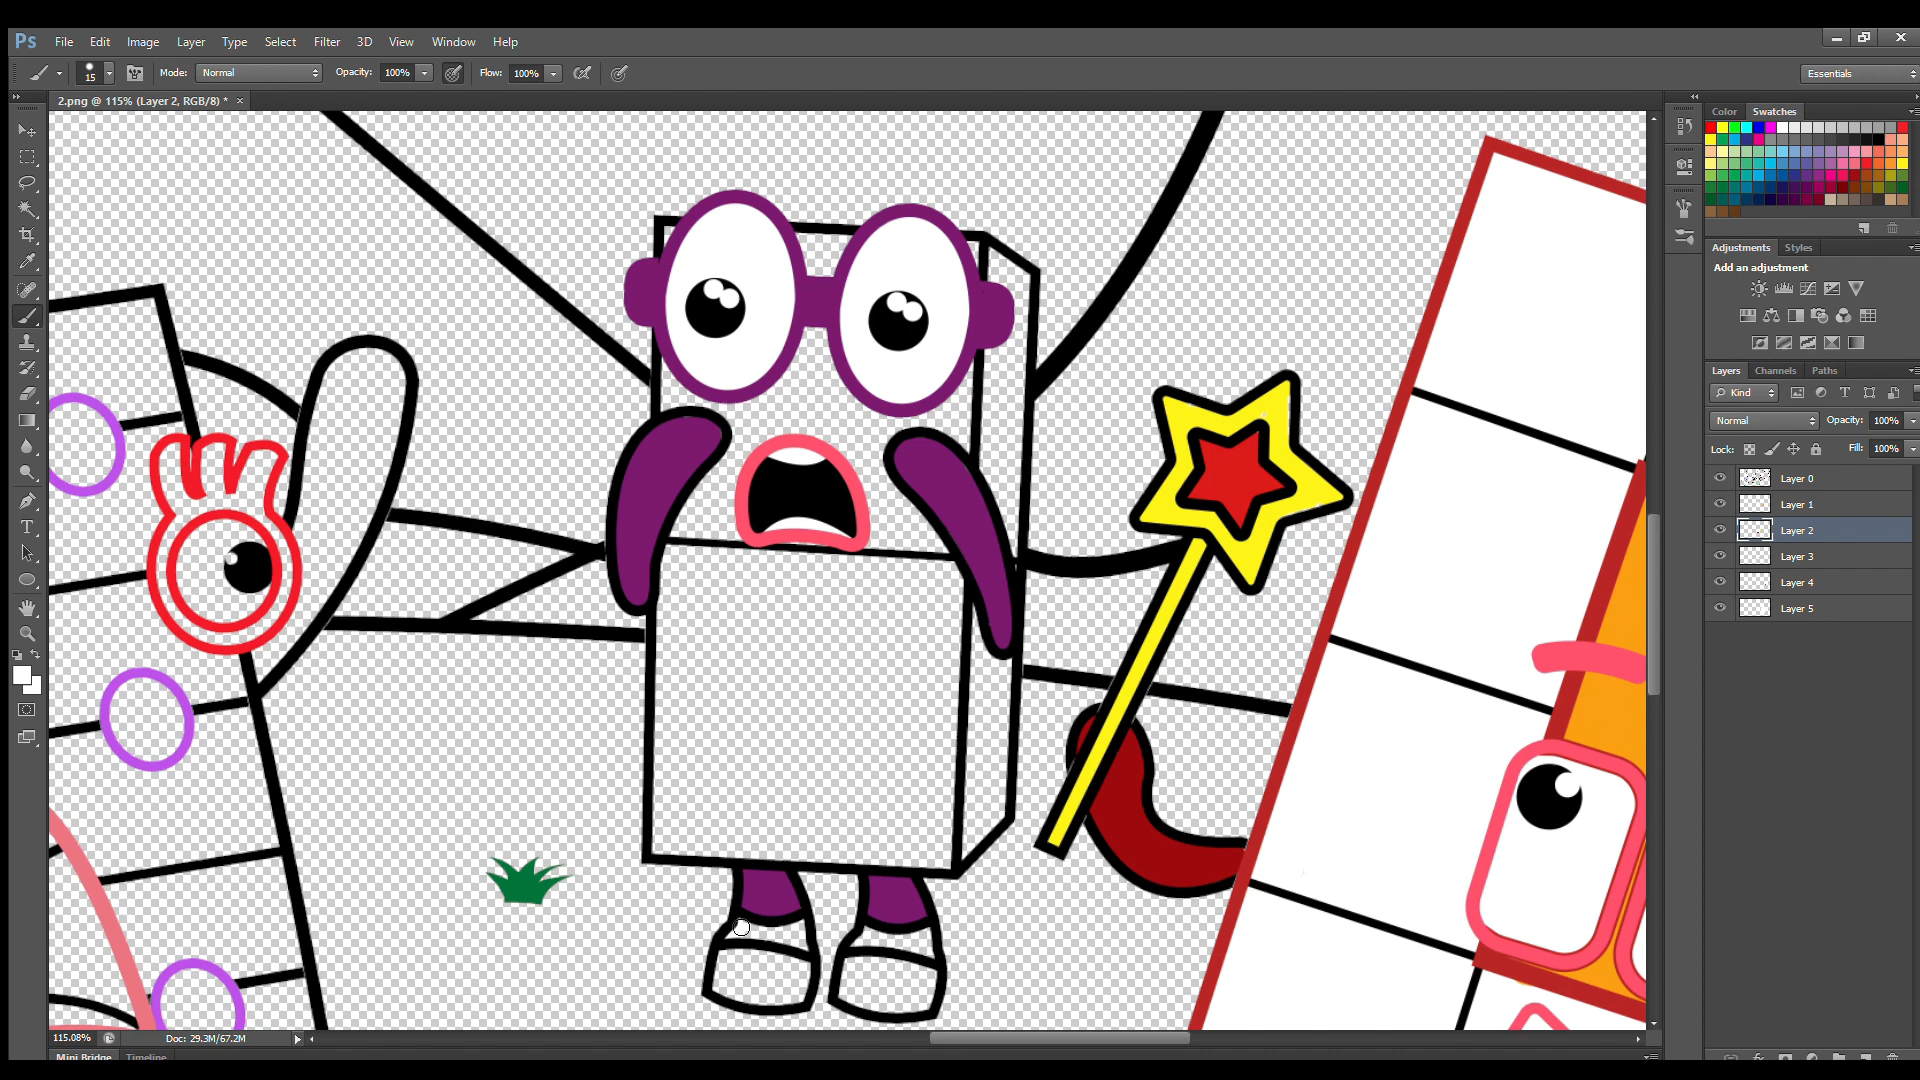 Ps File Edit Image Layer Type Select Filter 3D View Window Help
15 Mode: Normal Opacity: 100% Flow: 100% Essentials
2.png @ 115% (Layer 2, RGB/8) * ×
Color Swatches
Adjustments Styles
Add an adjustment
Layers Channels Paths
Kind
Normal Opacity: 100%
Lock: Fill: 100%
Layer 0
Layer 1
Layer 2
Layer 3
Layer 4
Layer 5
115.08% Doc: 29.3M/67.2M
Mini Bridge Timeline